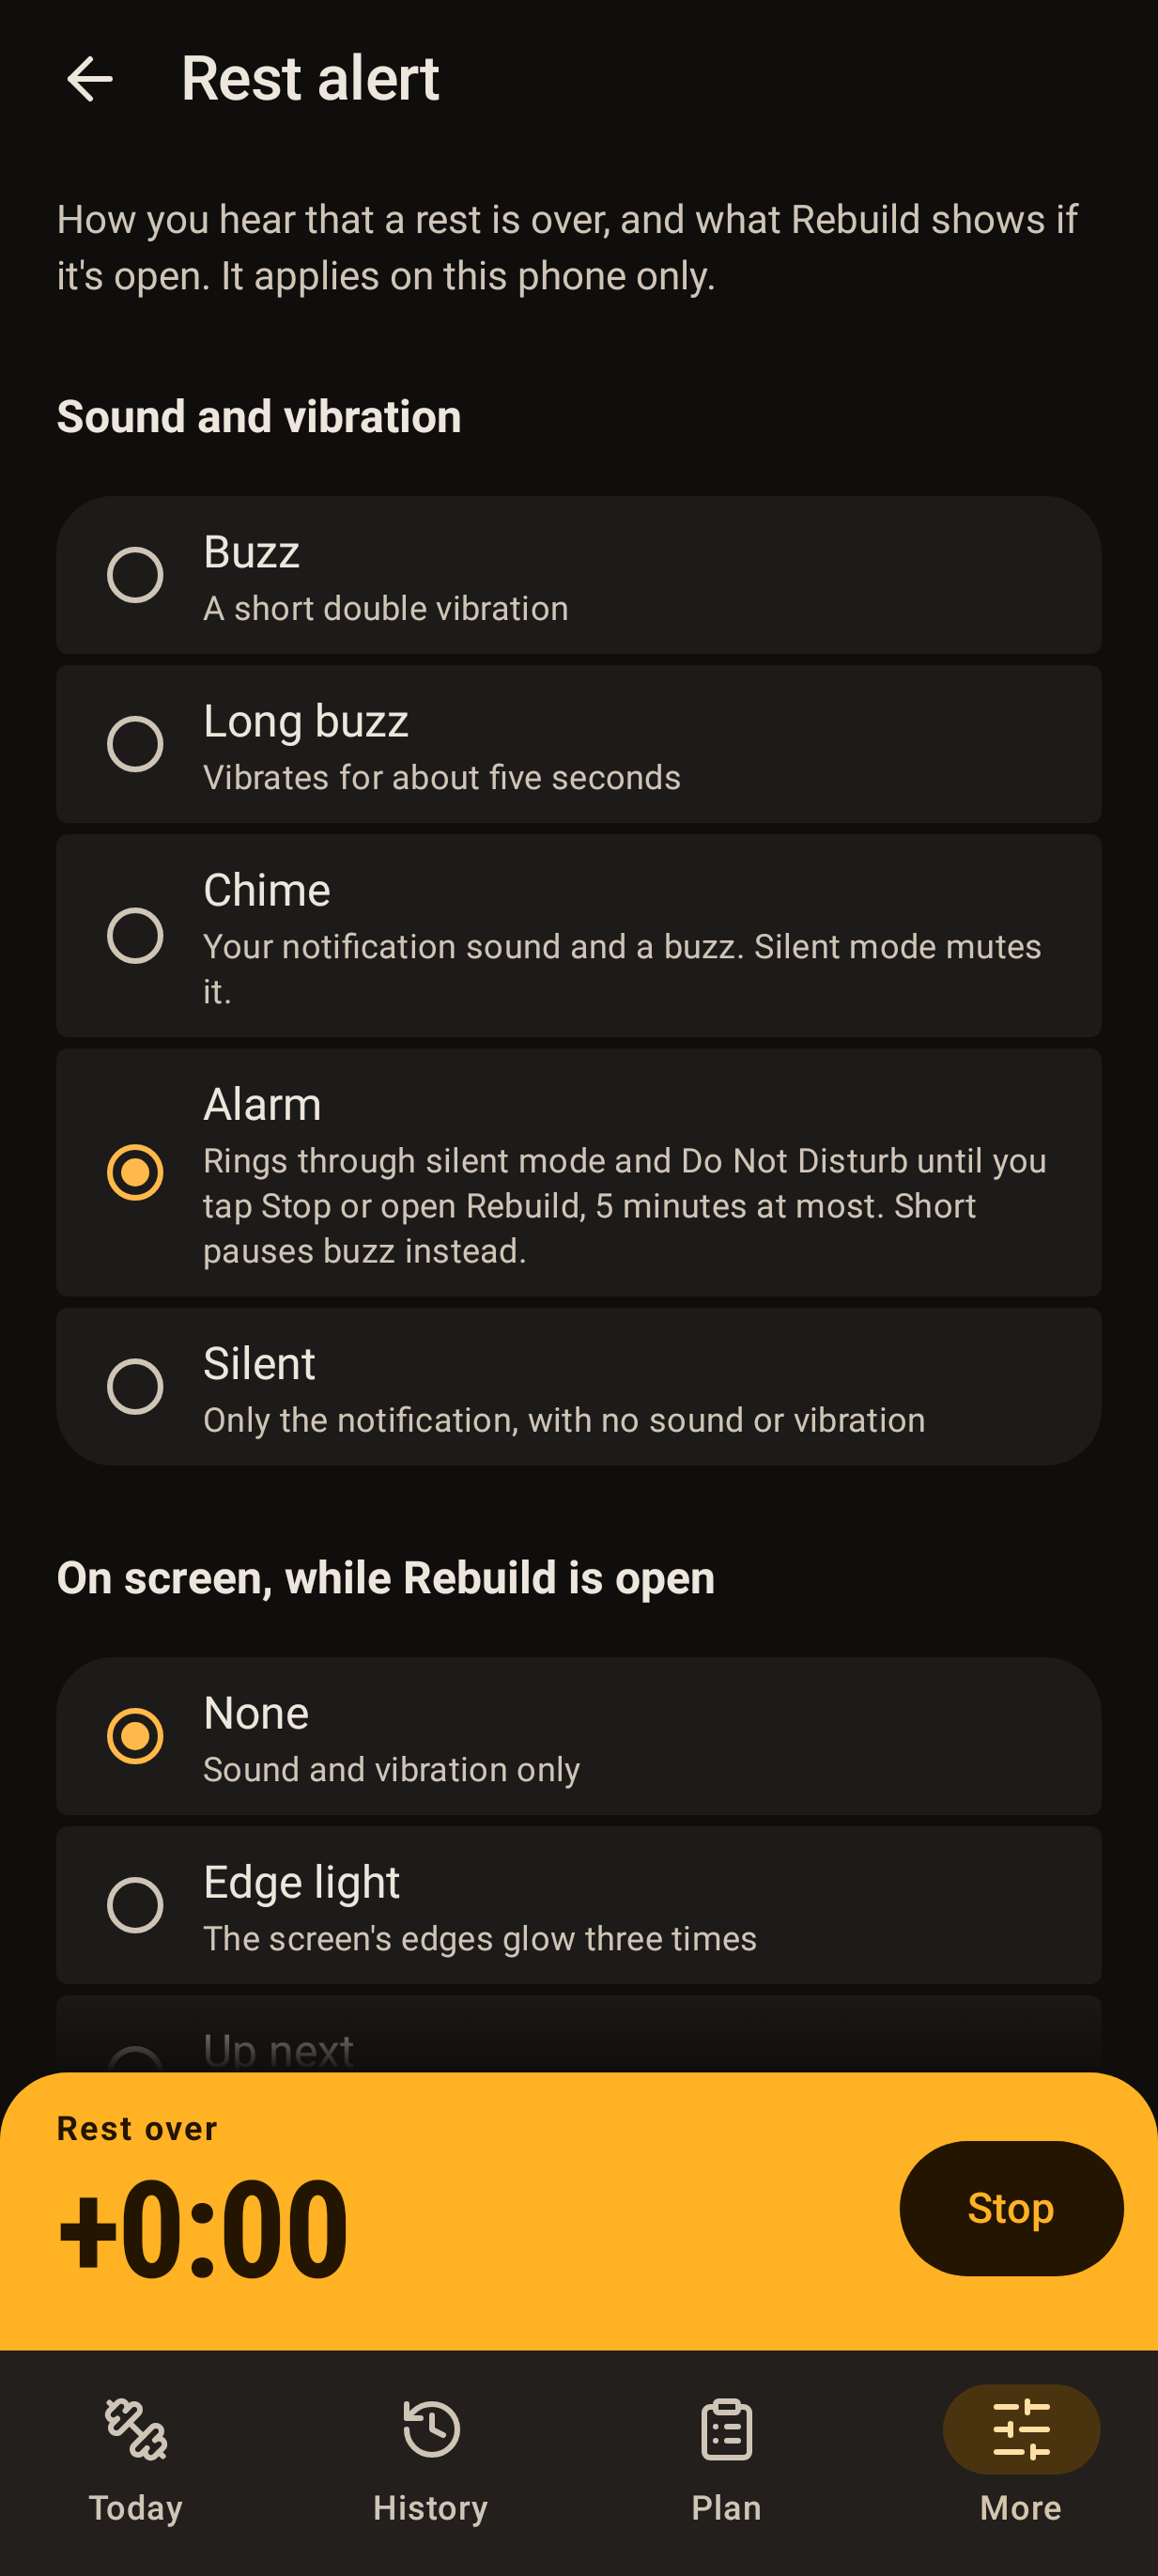 Rest alert
How you hear that a rest is over, and what Rebuild shows if
it's open. It applies on this phone only.
Sound and vibration
Buzz
A short double vibration
Long buzz
Vibrates for about five seconds
Chime
Your notification sound and a buzz. Silent mode mutes
it.
Alarm
Rings through silent mode and Do Not Disturb until you
tap Stop or open Rebuild, 5 minutes at most. Short
pauses buzz instead.
Silent
Only the notification, with no sound or vibration
On screen, while Rebuild is open
None
Sound and vibration only
Edge light
The screen's edges glow three times
Up next
Rest over
+0:00
Stop
Today
History
Plan
More